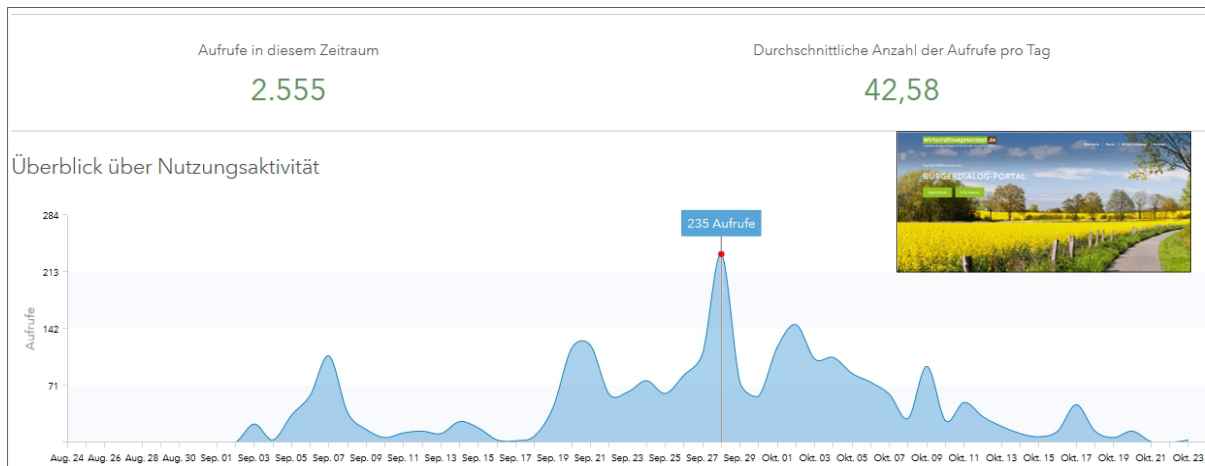 Aufrufe in diesem Zeitraum
2.555
Durchschnittliche Anzahl der Aufrufe pro Tag
42,58
Überblick über Nutzungsaktivität
Wirtschaftswegekonzept.de
BÜRGERDIALOG-PORTAL
284
213
142
71
Aufrufe
235 Aufrufe
Aug. 24 Aug. 26 Aug. 28 Aug. 30 Sep. 01 Sep. 03 Sep. 05 Sep. 07 Sep. 09 Sep. 11 Sep. 13 Sep. 15 Sep. 17 Sep. 19 Sep. 21 Sep. 23 Sep. 25 Sep. 27 Sep. 29 Okt. 01 Okt. 03 Okt. 05 Okt. 07 Okt. 09 Okt. 11 Okt. 13 Okt. 15 Okt. 17 Okt. 19 Okt. 21 Okt. 23